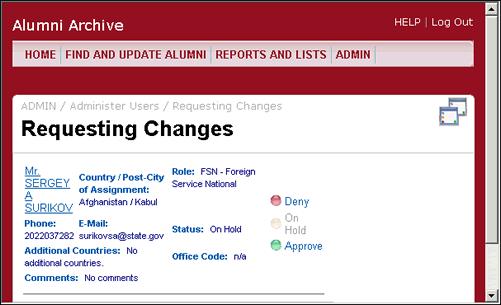 Alumni Archive
HELP | Log Out
HOME | FIND AND UPDATE ALUMNI | REPORTS AND LISTS | ADMIN
ADMIN / Administer Users / Requesting Changes
Requesting Changes
Mr.
SERGEY
A
SURIKOV
Country / Post-City
of Assignment:
Afghanistan / Kabul
Role: FSN - Foreign
Service National
Deny
On
Hold
Approve
Phone:
2022037282
E-Mail:
surikovsa@state.gov
Status: On Hold
Additional Countries: No
additional countries.
Office Code: n/a
Comments: No comments